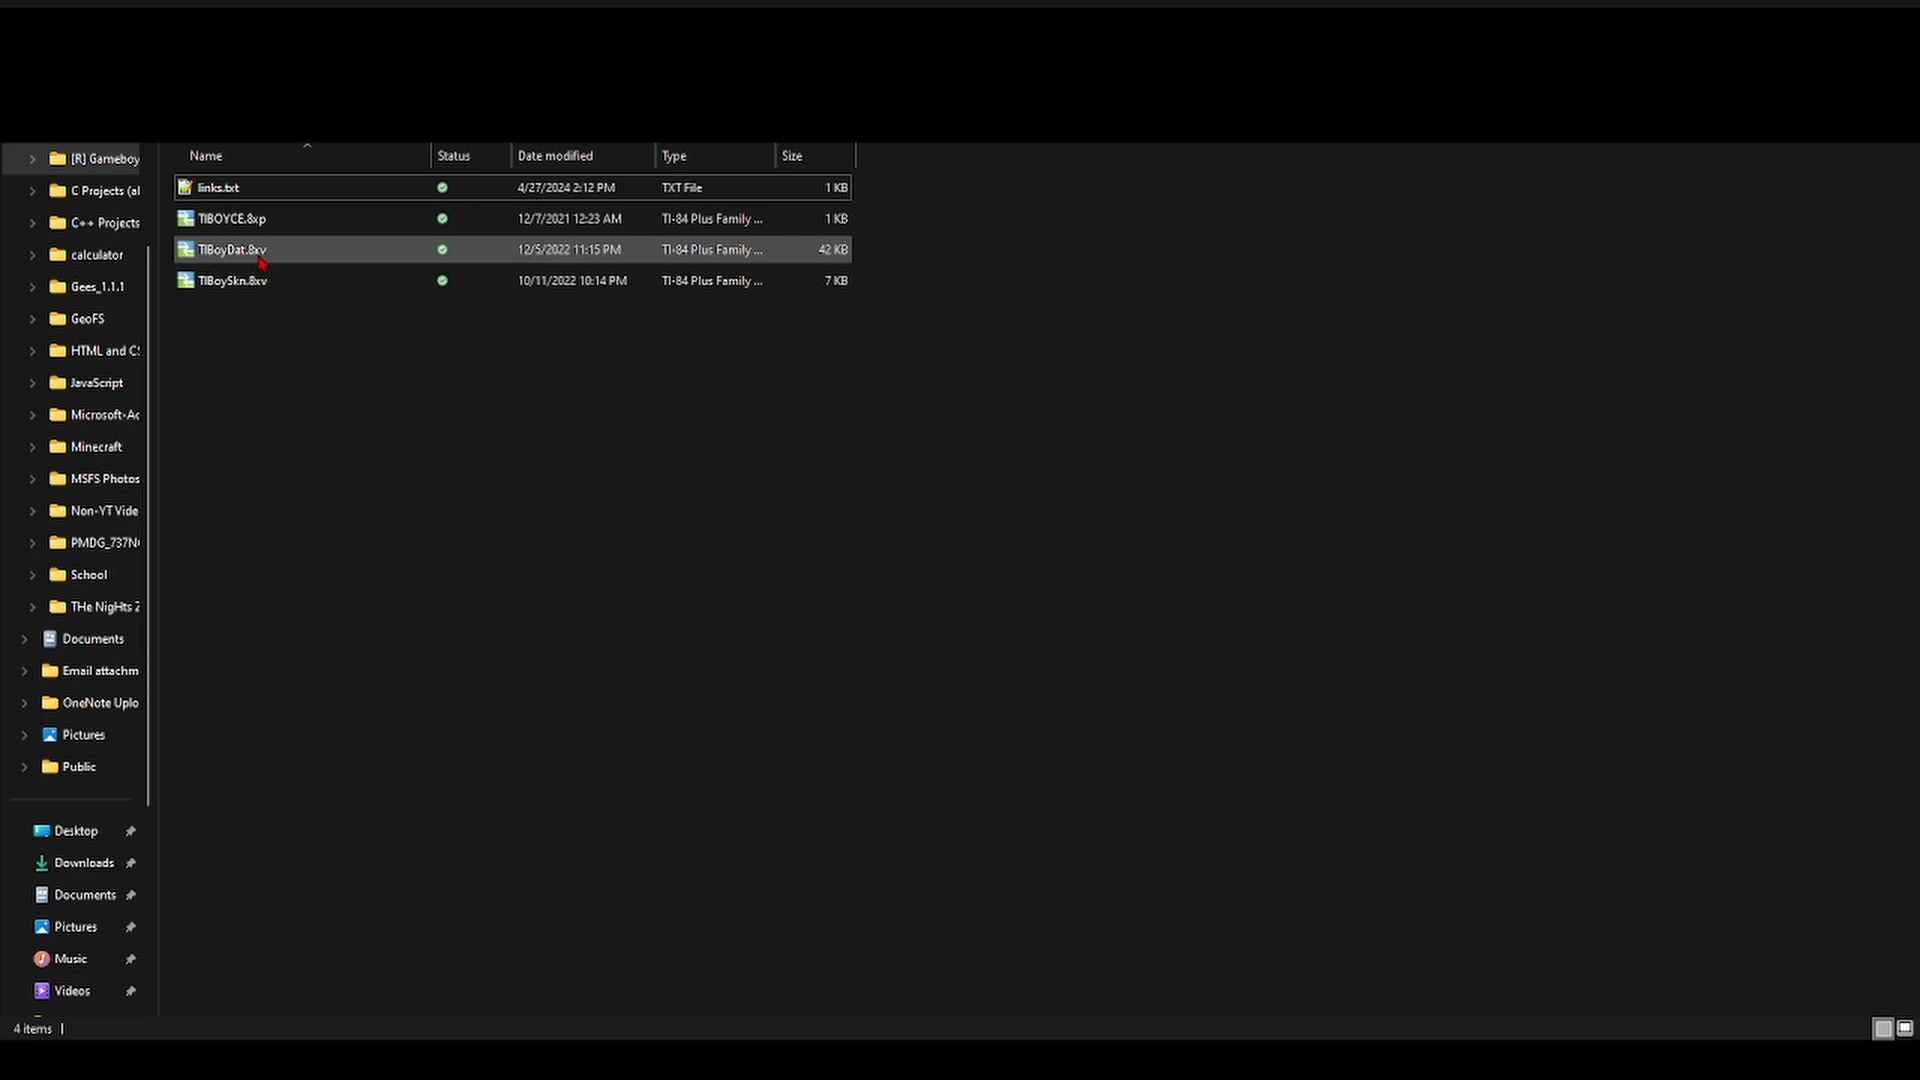 Name Status Date modified Type Size
links.txt 4/27/2024 2:12 PM TXT File 1 KB
TIBOYCE.8xp 12/7/2021 12:23 AM TI-84 Plus Family ... 1 KB
TIBoyDat.8xv 12/5/2022 11:15 PM TI-84 Plus Family ... 42 KB
TIBoySkn.8xv 10/11/2022 10:14 PM TI-84 Plus Family ... 7 KB
[R] Gameboy
C Projects (al
C++ Projects
calculator
Gees_1.1.1
GeoFS
HTML and CS
JavaScript
Microsoft-Ac
Minecraft
MSFS Photos
Non-YT Vide
PMDG_737N
School
THe NigHts Z
Documents
Email attachm
OneNote Uplo
Pictures
Public
Desktop
Downloads
Documents
Pictures
Music
Videos
4 items